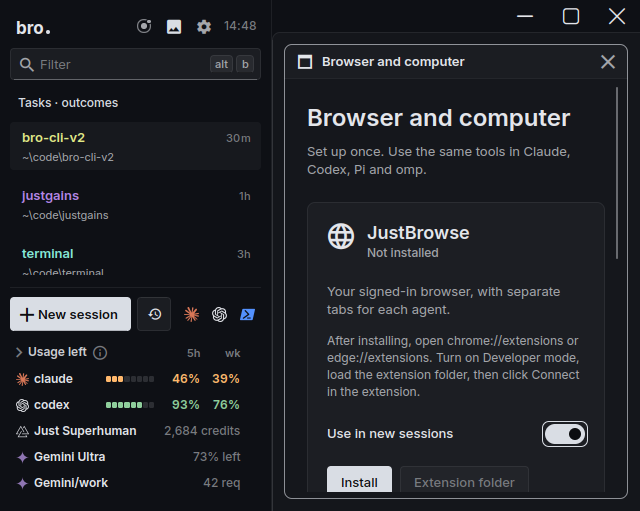 bro.
14:48
Filter
alt b
Tasks · outcomes
bro-cli-v2 30m
~\code\bro-cli-v2
justgains 1h
~\code\justgains
terminal 3h
~\code\terminal
New session
Usage left 5h wk
claude 46% 39%
codex 93% 76%
Just Superhuman 2,684 credits
Gemini Ultra 73% left
Gemini/work 42 req
Browser and computer
Browser and computer
Set up once. Use the same tools in Claude,
Codex, Pi and omp.
JustBrowse
Not installed
Your signed-in browser, with separate
tabs for each agent.
After installing, open chrome://extensions or
edge://extensions. Turn on Developer mode,
load the extension folder, then click Connect
in the extension.
Use in new sessions
Install
Extension folder